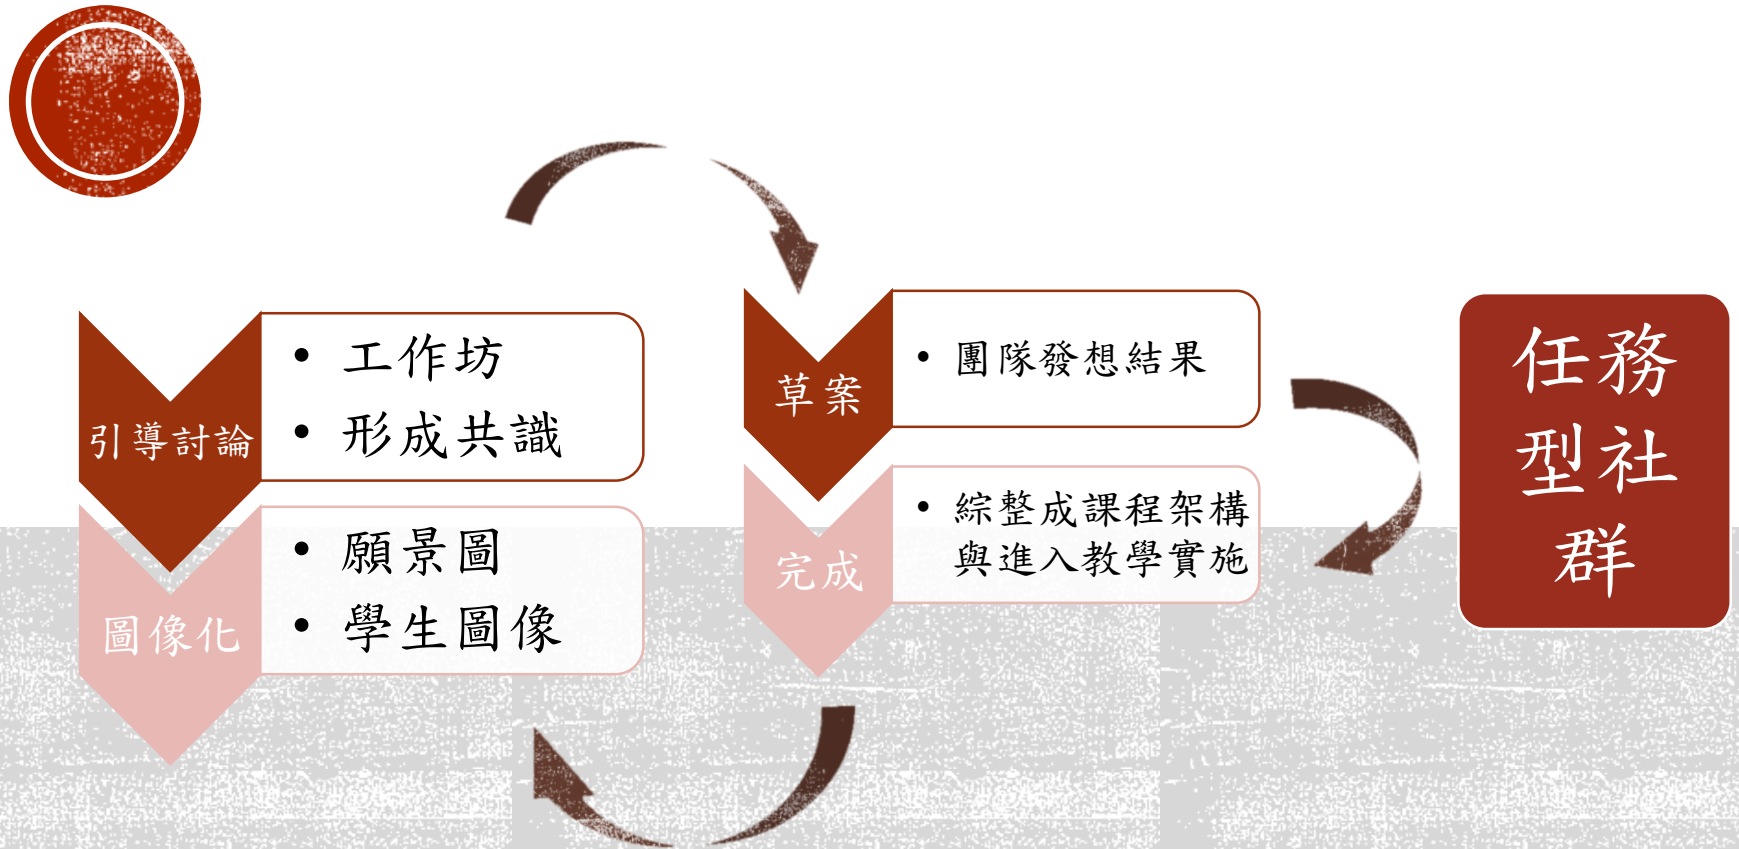 引導討論
• 工作坊
• 形成共識
圖像化
• 願景圖
• 學生圖像
草案
• 團隊發想結果
完成
• 綜整成課程架構
與進入教學實施
任務
型社
群